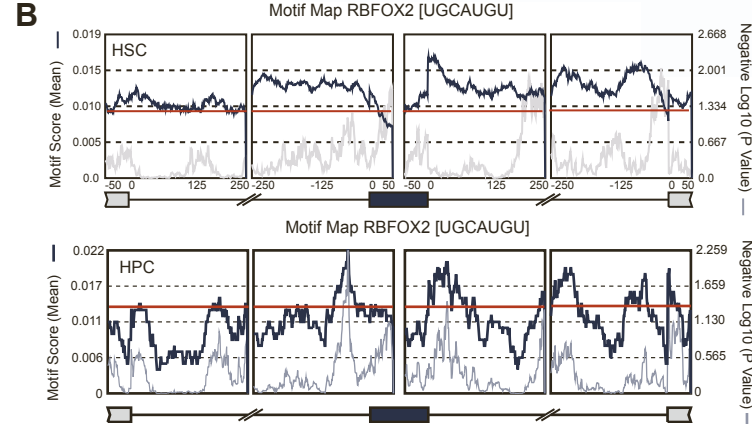 B
Motif Map RBFOX2 [UGCAUGU]
Motif Score (Mean)
0.019
0.015
0.010
0.005
0.0
HSC
2.668
2.001
1.334
0.667
0.0
Negative Log10 (P Value)
-50 0 125 250 -250 -125 0 50 -50 0 125 250 -250 -125 0 50
Motif Map RBFOX2 [UGCAUGU]
Motif Score (Mean)
0.022
0.017
0.011
0.006
0
HPC
2.259
1.659
1.130
0.565
0
Negative Log10 (P Value)